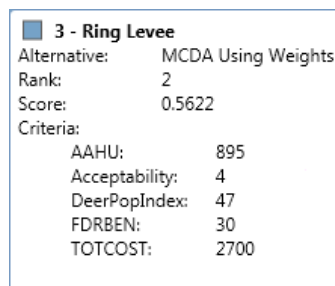 3 - Ring Levee
Alternative: MCDA Using Weights
Rank: 2
Score: 0.5622
Criteria:
AAHU: 895
Acceptability: 4
DeerPopIndex: 47
FDRBEN: 30
TOTCOST: 2700